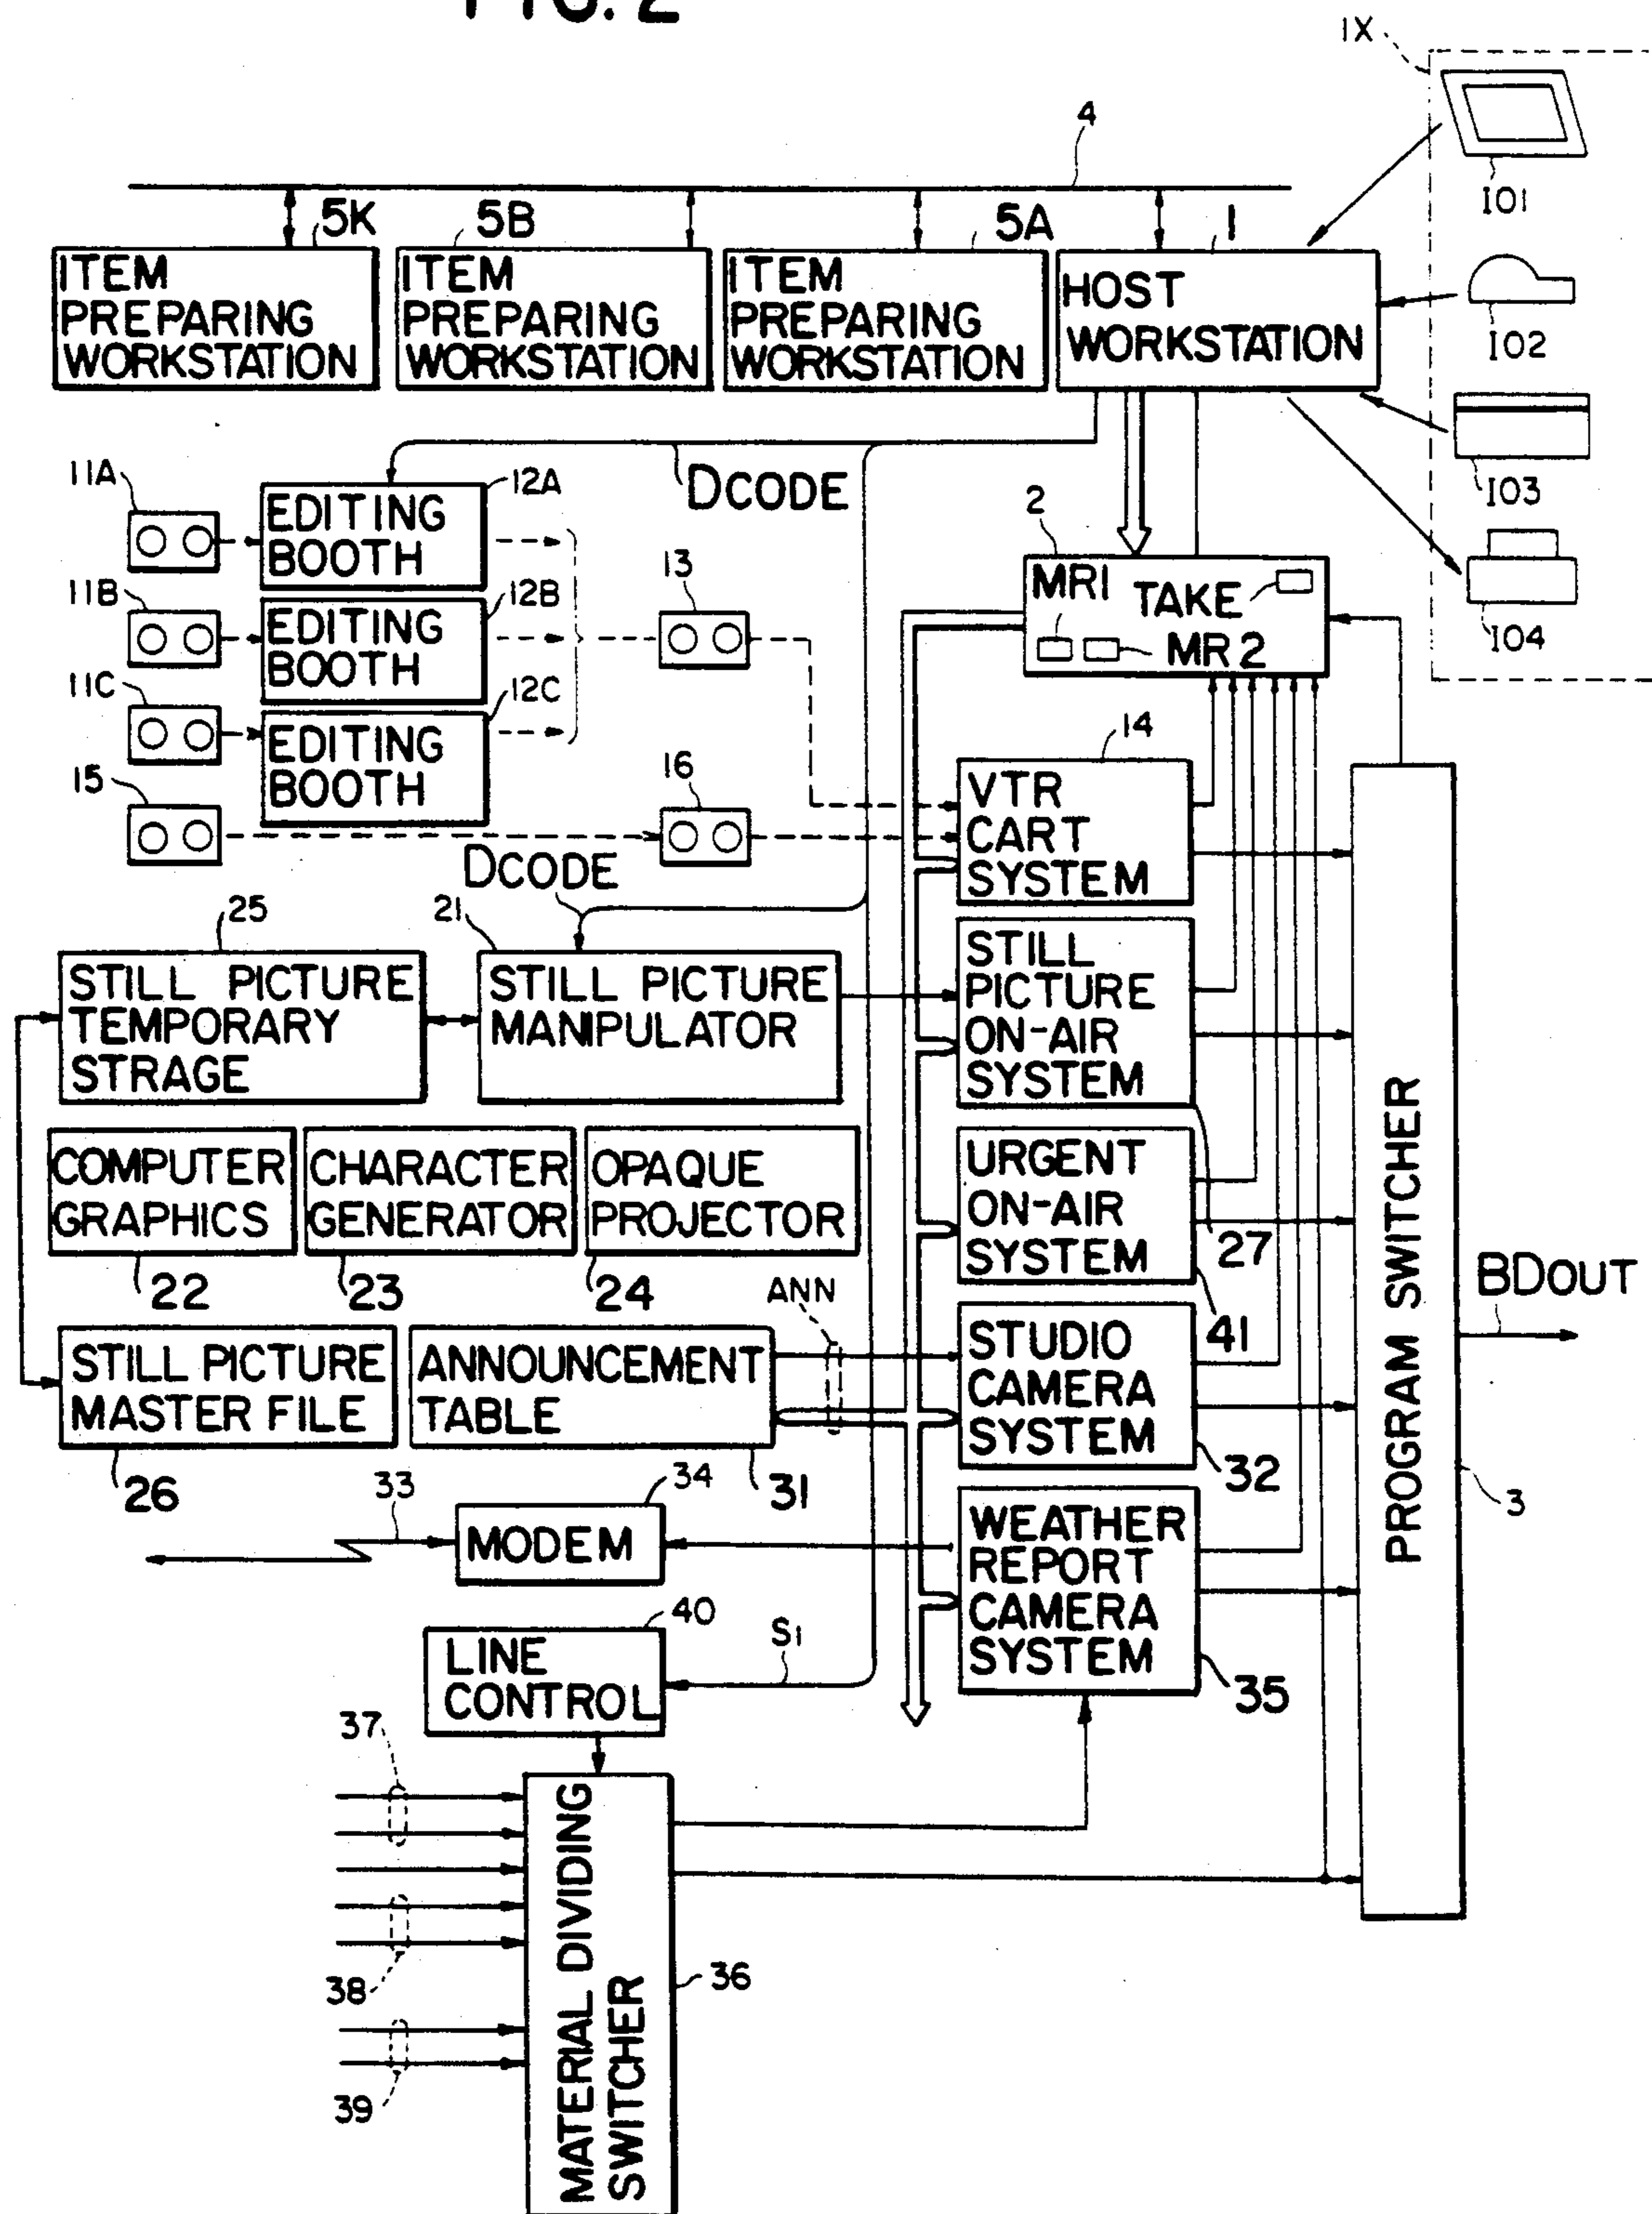 FIG. 2
1X
4
101
5K
5B
5A
1
ITEM
PREPARING
WORKSTATION
ITEM
PREPARING
WORKSTATION
ITEM
PREPARING
WORKSTATION
HOST
WORKSTATION
102
103
104
DCODE
11A
12A
EDITING
BOOTH
11B
12B
EDITING
BOOTH
11C
12C
EDITING
BOOTH
13
15
16
2
MR1
TAKE
MR2
14
VTR
CART
SYSTEM
DCODE
25
21
STILL PICTURE
TEMPORARY
STRAGE
STILL PICTURE
MANIPULATOR
STILL
PICTURE
ON-AIR
SYSTEM
27
COMPUTER
GRAPHICS
22
CHARACTER
GENERATOR
23
OPAQUE
PROJECTOR
24
URGENT
ON-AIR
SYSTEM
41
PROGRAM SWITCHER
BDOUT
3
ANN
STILL PICTURE
MASTER FILE
26
ANNOUNCEMENT
TABLE
31
STUDIO
CAMERA
SYSTEM
32
33
34
MODEM
WEATHER
REPORT
CAMERA
SYSTEM
35
40
LINE
CONTROL
S1
37
38
39
MATERIAL DIVIDING
SWITCHER
36